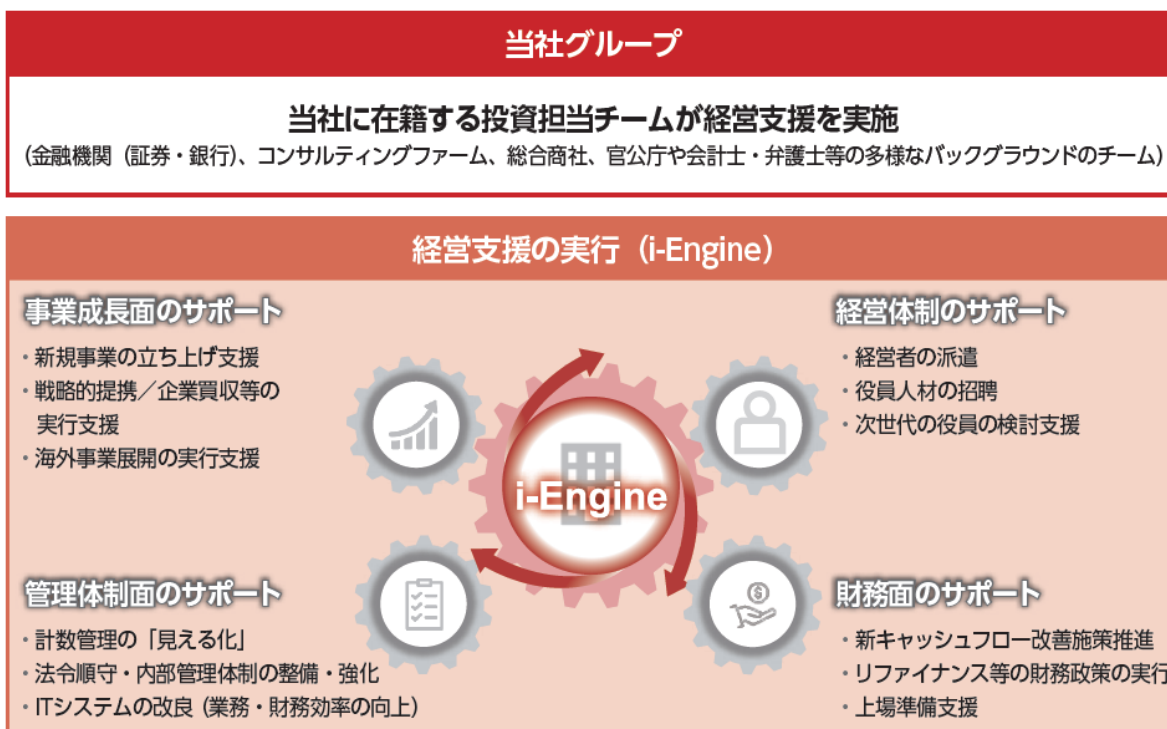 当社グループ
当社に在籍する投資担当チームが経営支援を実施
(金融機関（証券・銀行）、コンサルティングファーム、総合商社、官公庁や会計士・弁護士等の多様なバックグラウンドのチーム)
経営支援の実行（i-Engine）
事業成長面のサポート
・新規事業の立ち上げ支援
・戦略的提携／企業買収等の
実行支援
・海外事業展開の実行支援
経営体制のサポート
・経営者の派遣
・役員人材の招聘
・次世代の役員の検討支援
i-Engine
管理体制面のサポート
・計数管理の「見える化」
・法令順守・内部管理体制の整備・強化
・ITシステムの改良（業務・財務効率の向上）
財務面のサポート
・新キャッシュフロー改善施策推進
・リファイナンス等の財務政策の実行
・上場準備支援